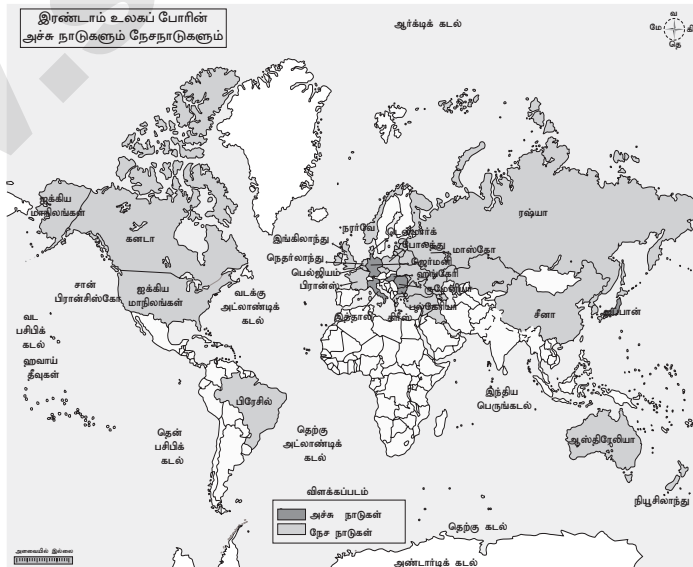 இரண்டாம் உலகப் போரின்
அச்சு நாடுகளும் நேசநாடுகளும்
ஆர்க்டிக் கடல்
வ
மே
கி
தெ
ஐக்கிய
மாநிலங்கள்
கனடா
நார்வே
டென்மார்க்
போலந்து
மாஸ்கோ
ரஷ்யா
இங்கிலாந்து
நெதர்லாந்து
பெல்ஜியம்
பிரான்ஸ்
ஜெர்மனி
ஹங்கேரி
ருமேனியா
பல்கேரியா
இத்தாலி
கிரீஸ்
சான்
பிரான்சிஸ்கோ
ஐக்கிய
மாநிலங்கள்
வடக்கு
அட்லாண்டிக்
கடல்
சீனா
ஜப்பான்
வட
பசிபிக்
கடல்
ஹவாய்
தீவுகள்
பிரேசில்
இந்திய
பெருங்கடல்
தென்
பசிபிக்
கடல்
தெற்கு
அட்லாண்டிக்
கடல்
ஆஸ்திரேலியா
நியூசிலாந்து
விளக்கப்படம்
அச்சு நாடுகள்
நேச நாடுகள்
தெற்கு கடல்
அளவையில் இல்லை
அண்டார்டிக் கடல்